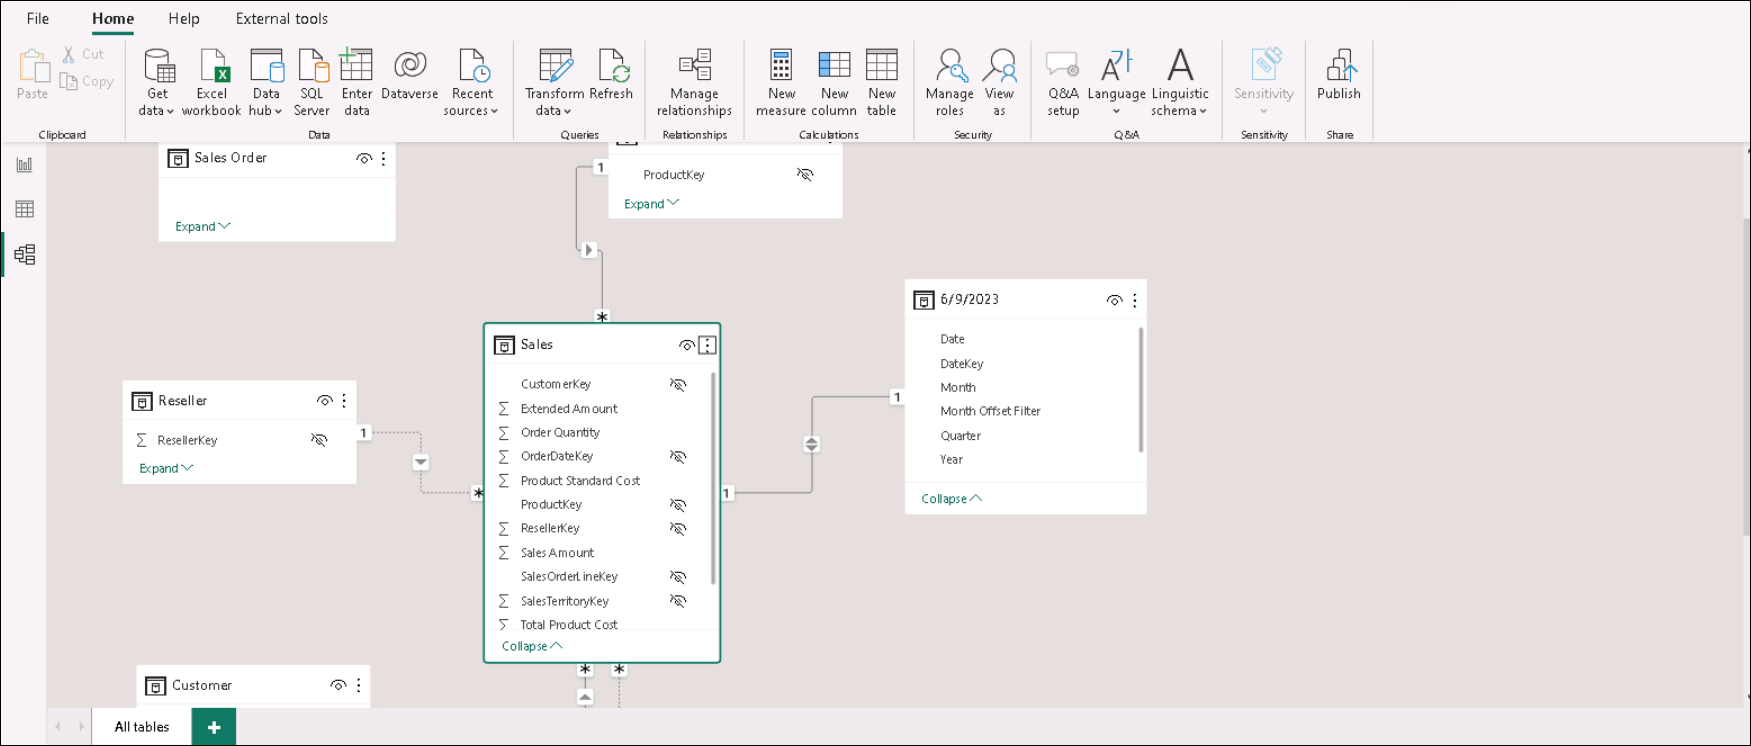 File Home Help External tools
Paste
Cut
Copy
Clipboard
Get data
Excel workbook
Data hub
SQL Server
Enter data
Dataverse
Recent sources
Data
Transform data
Refresh
Queries
Manage relationships
Relationships
New measure
New column
New table
Calculations
Manage roles
View as
Security
Q&A setup
Language
Linguistic schema
Q&A
Sensitivity
Sensitivity
Publish
Share
Sales Order
Expand
1
ProductKey
Expand
*
6/9/2023
Date
DateKey
Month
Month Offset Filter
Quarter
Year
Collapse
1
Sales
CustomerKey
Σ Extended Amount
Σ Order Quantity
Σ OrderDateKey
Σ Product Standard Cost
ProductKey
Σ ResellerKey
Σ Sales Amount
SalesOrderLineKey
Σ SalesTerritoryKey
Σ Total Product Cost
Collapse
1
Reseller
Σ ResellerKey
Expand
1
*
* *
Customer
All tables +